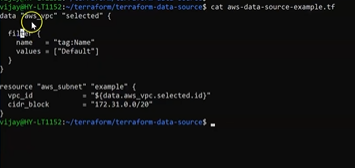 vijay@HY-LT1152:~/terraform/terraform-data-source$ cat aws-data-source-example.tf
data "aws_vpc" "selected" {
filter {
name = "tag:Name"
values = ["Default"]
}
}
resource "aws_subnet" "example" {
vpc_id = "${data.aws_vpc.selected.id}"
cidr_block = "172.31.0.0/20"
}
vijay@HY-LT1152:~/terraform/terraform-data-source$